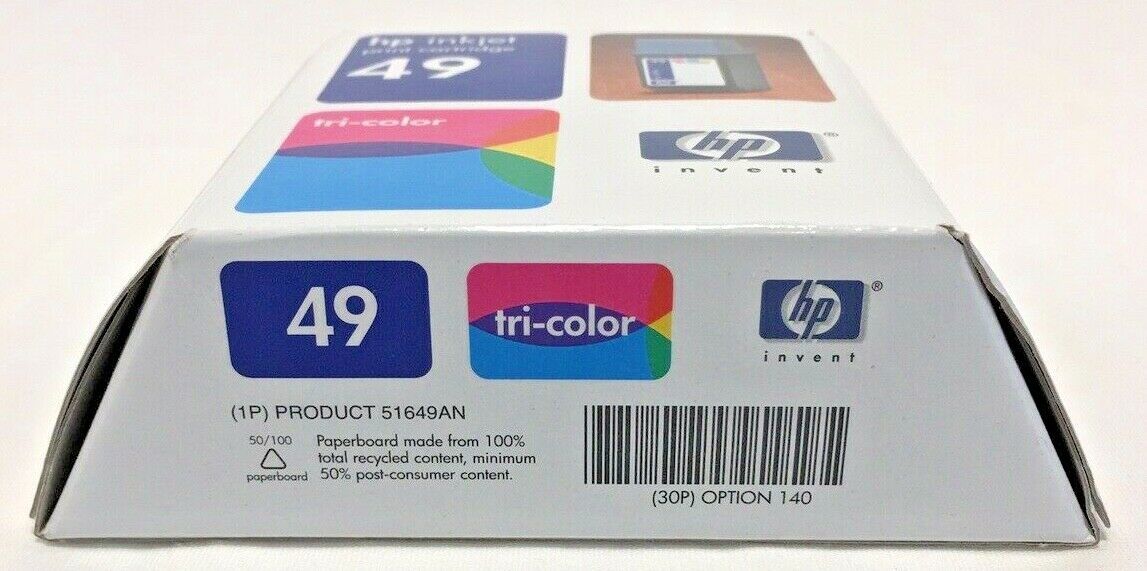 hp inkjet
print cartridge
49
tri-color
hp ®
invent
49
tri-color
hp ®
invent
(1P) PRODUCT 51649AN
50/100
paperboard
Paperboard made from 100%
total recycled content, minimum
50% post-consumer content.
(30P) OPTION 140